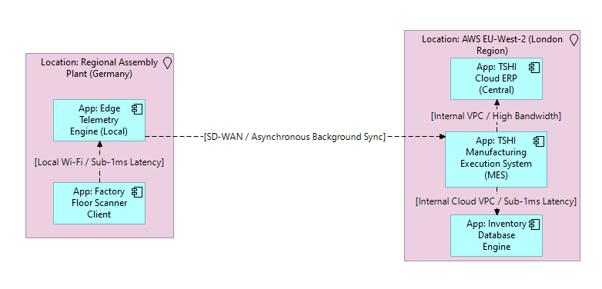 Location: Regional Assembly
Plant (Germany)
App: Edge
Telemetry
Engine (Local)
[Local Wi-Fi / Sub-1ms Latency]
App: Factory
Floor Scanner
Client
[SD-WAN / Asynchronous Background Sync]
Location: AWS EU-West-2 (London
Region)
App: TSHI
Cloud ERP
(Central)
[Internal VPC / High Bandwidth]
App: TSHI
Manufacturing
Execution System
(MES)
[Internal Cloud VPC / Sub-1ms Latency]
App: Inventory
Database
Engine